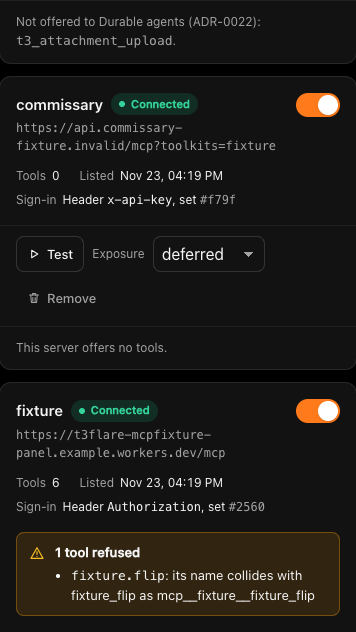 Not offered to Durable agents (ADR-0022):
t3_attachment_upload.
commissary Connected
https://api.commissary-
fixture.invalid/mcp?toolkits=fixture
Tools 0 Listed Nov 23, 04:19 PM
Sign-in Header x-api-key, set #f79f
Test Exposure deferred
Remove
This server offers no tools.
fixture Connected
https://t3flare-mcpfixture-
panel.example.workers.dev/mcp
Tools 6 Listed Nov 23, 04:19 PM
Sign-in Header Authorization, set #2560
1 tool refused
• fixture.flip: its name collides with
fixture_flip as mcp__fixture__fixture_flip